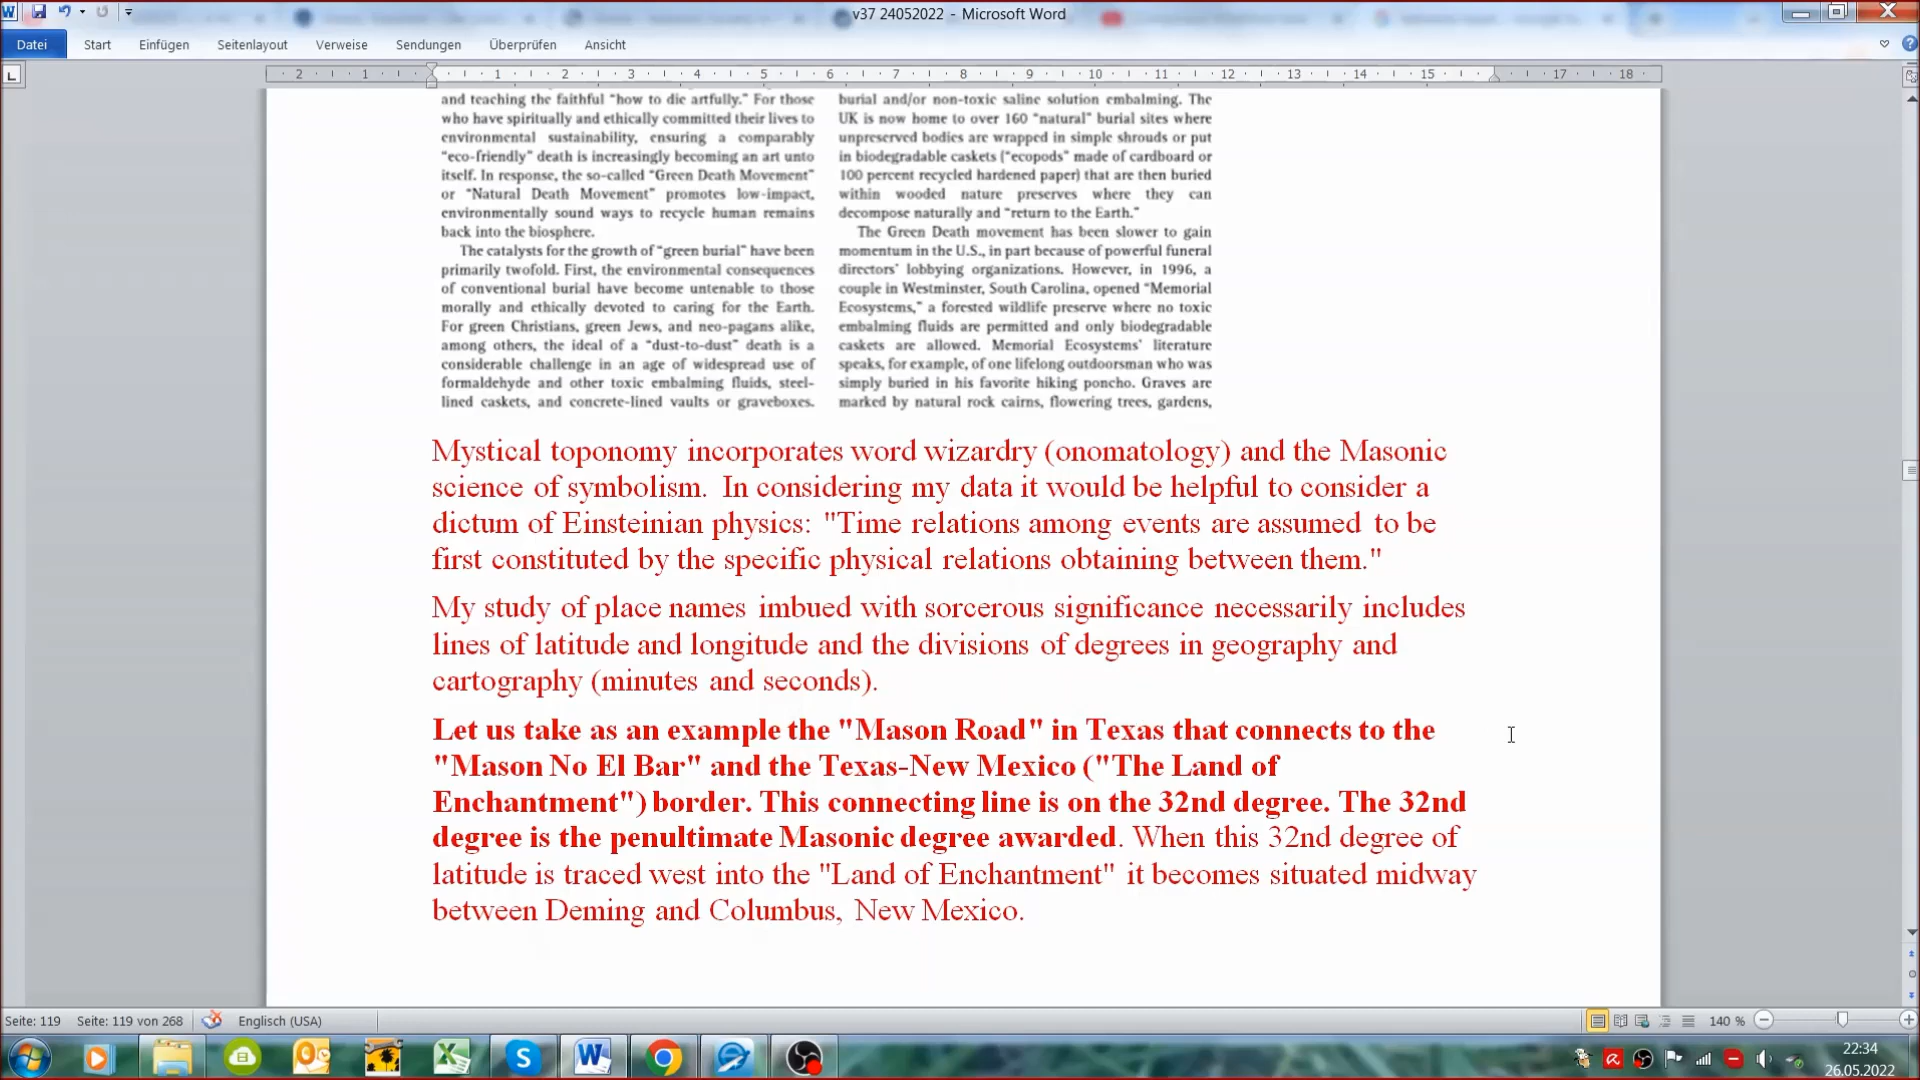 v37 24052022 - Microsoft Word
Datei Start Einfügen Seitenlayout Verweise Sendungen Überprüfen Ansicht
2 1 1 2 3 4 5 6 7 8 9 10 11 12 13 14 15 17 18
and teaching the faithful “how to die artfully.” For those
who have spiritually and ethically committed their lives to
environmental sustainability, ensuring a comparably
“eco-friendly” death is increasingly becoming an art unto
itself. In response, the so-called “Green Death Movement”
or “Natural Death Movement” promotes low-impact,
environmentally sound ways to recycle human remains
back into the biosphere.
The catalysts for the growth of “green burial” have been
primarily twofold. First, the environmental consequences
of conventional burial have become untenable to those
morally and ethically devoted to caring for the Earth.
For green Christians, green Jews, and neo-pagans alike,
among others, the ideal of a “dust-to-dust” death is a
considerable challenge in an age of widespread use of
formaldehyde and other toxic embalming fluids, steel-
lined caskets, and concrete-lined vaults or graveboxes.
burial and/or non-toxic saline solution embalming. The
UK is now home to over 160 “natural” burial sites where
unpreserved bodies are wrapped in simple shrouds or put
in biodegradable caskets (“ecopods” made of cardboard or
100 percent recycled hardened paper) that are then buried
within wooded nature preserves where they can
decompose naturally and “return to the Earth.”
The Green Death movement has been slower to gain
momentum in the U.S., in part because of powerful funeral
directors’ lobbying organizations. However, in 1996, a
couple in Westminster, South Carolina, opened “Memorial
Ecosystems,” a forested wildlife preserve where no toxic
embalming fluids are permitted and only biodegradable
caskets are allowed. Memorial Ecosystems’ literature
speaks, for example, of one lifelong outdoorsman who was
simply buried in his favorite hiking poncho. Graves are
marked by natural rock cairns, flowering trees, gardens,
Mystical toponomy incorporates word wizardry (onomatology) and the Masonic
science of symbolism.  In considering my data it would be helpful to consider a
dictum of Einsteinian physics: "Time relations among events are assumed to be
first constituted by the specific physical relations obtaining between them."
My study of place names imbued with sorcerous significance necessarily includes
lines of latitude and longitude and the divisions of degrees in geography and
cartography (minutes and seconds).
Let us take as an example the "Mason Road" in Texas that connects to the
"Mason No El Bar" and the Texas-New Mexico ("The Land of
Enchantment") border. This connecting line is on the 32nd degree. The 32nd
degree is the penultimate Masonic degree awarded. When this 32nd degree of
latitude is traced west into the "Land of Enchantment" it becomes situated midway
between Deming and Columbus, New Mexico.
Seite: 119 Seite: 119 von 268 Englisch (USA) 140 %
22:34
26.05.2022